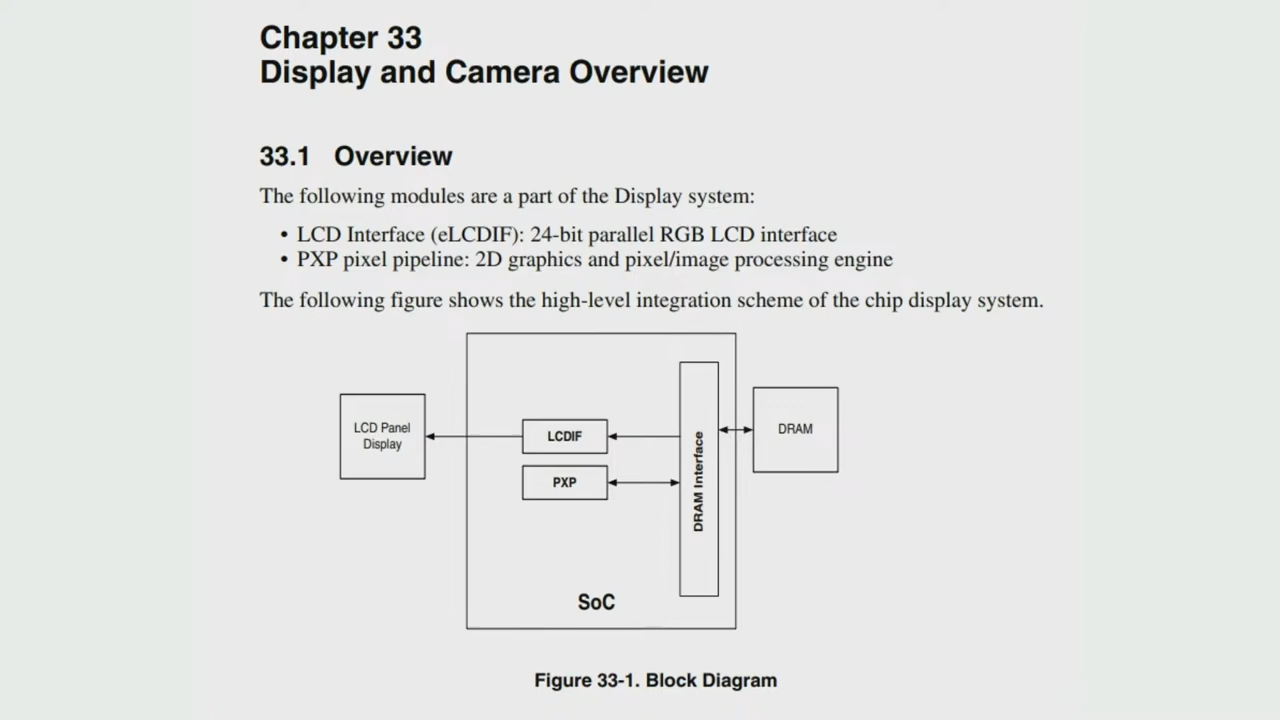 Chapter 33
Display and Camera Overview
33.1 Overview
The following modules are a part of the Display system:
• LCD Interface (eLCDIF): 24-bit parallel RGB LCD interface
• PXP pixel pipeline: 2D graphics and pixel/image processing engine
The following figure shows the high-level integration scheme of the chip display system.
LCD Panel
Display
LCDIF
PXP
DRAM Interface
DRAM
SoC
Figure 33-1. Block Diagram